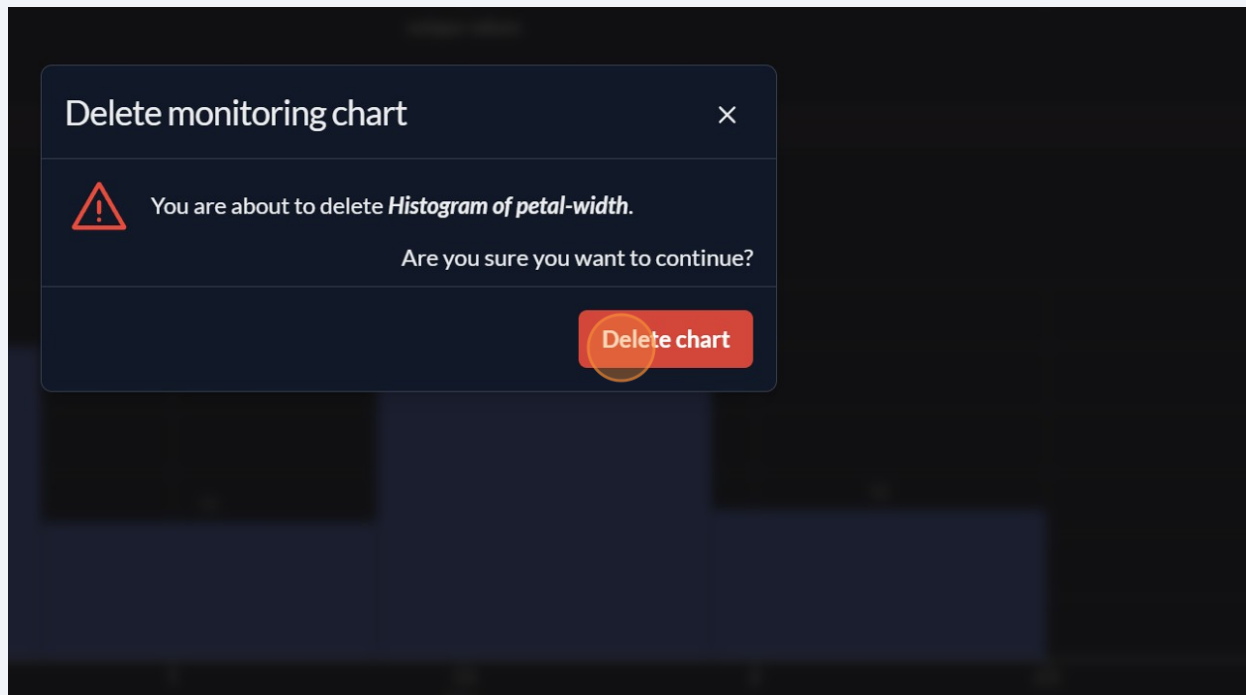 Delete monitoring chart
You are about to delete Histogram of petal-width.
Are you sure you want to continue?
Delete chart